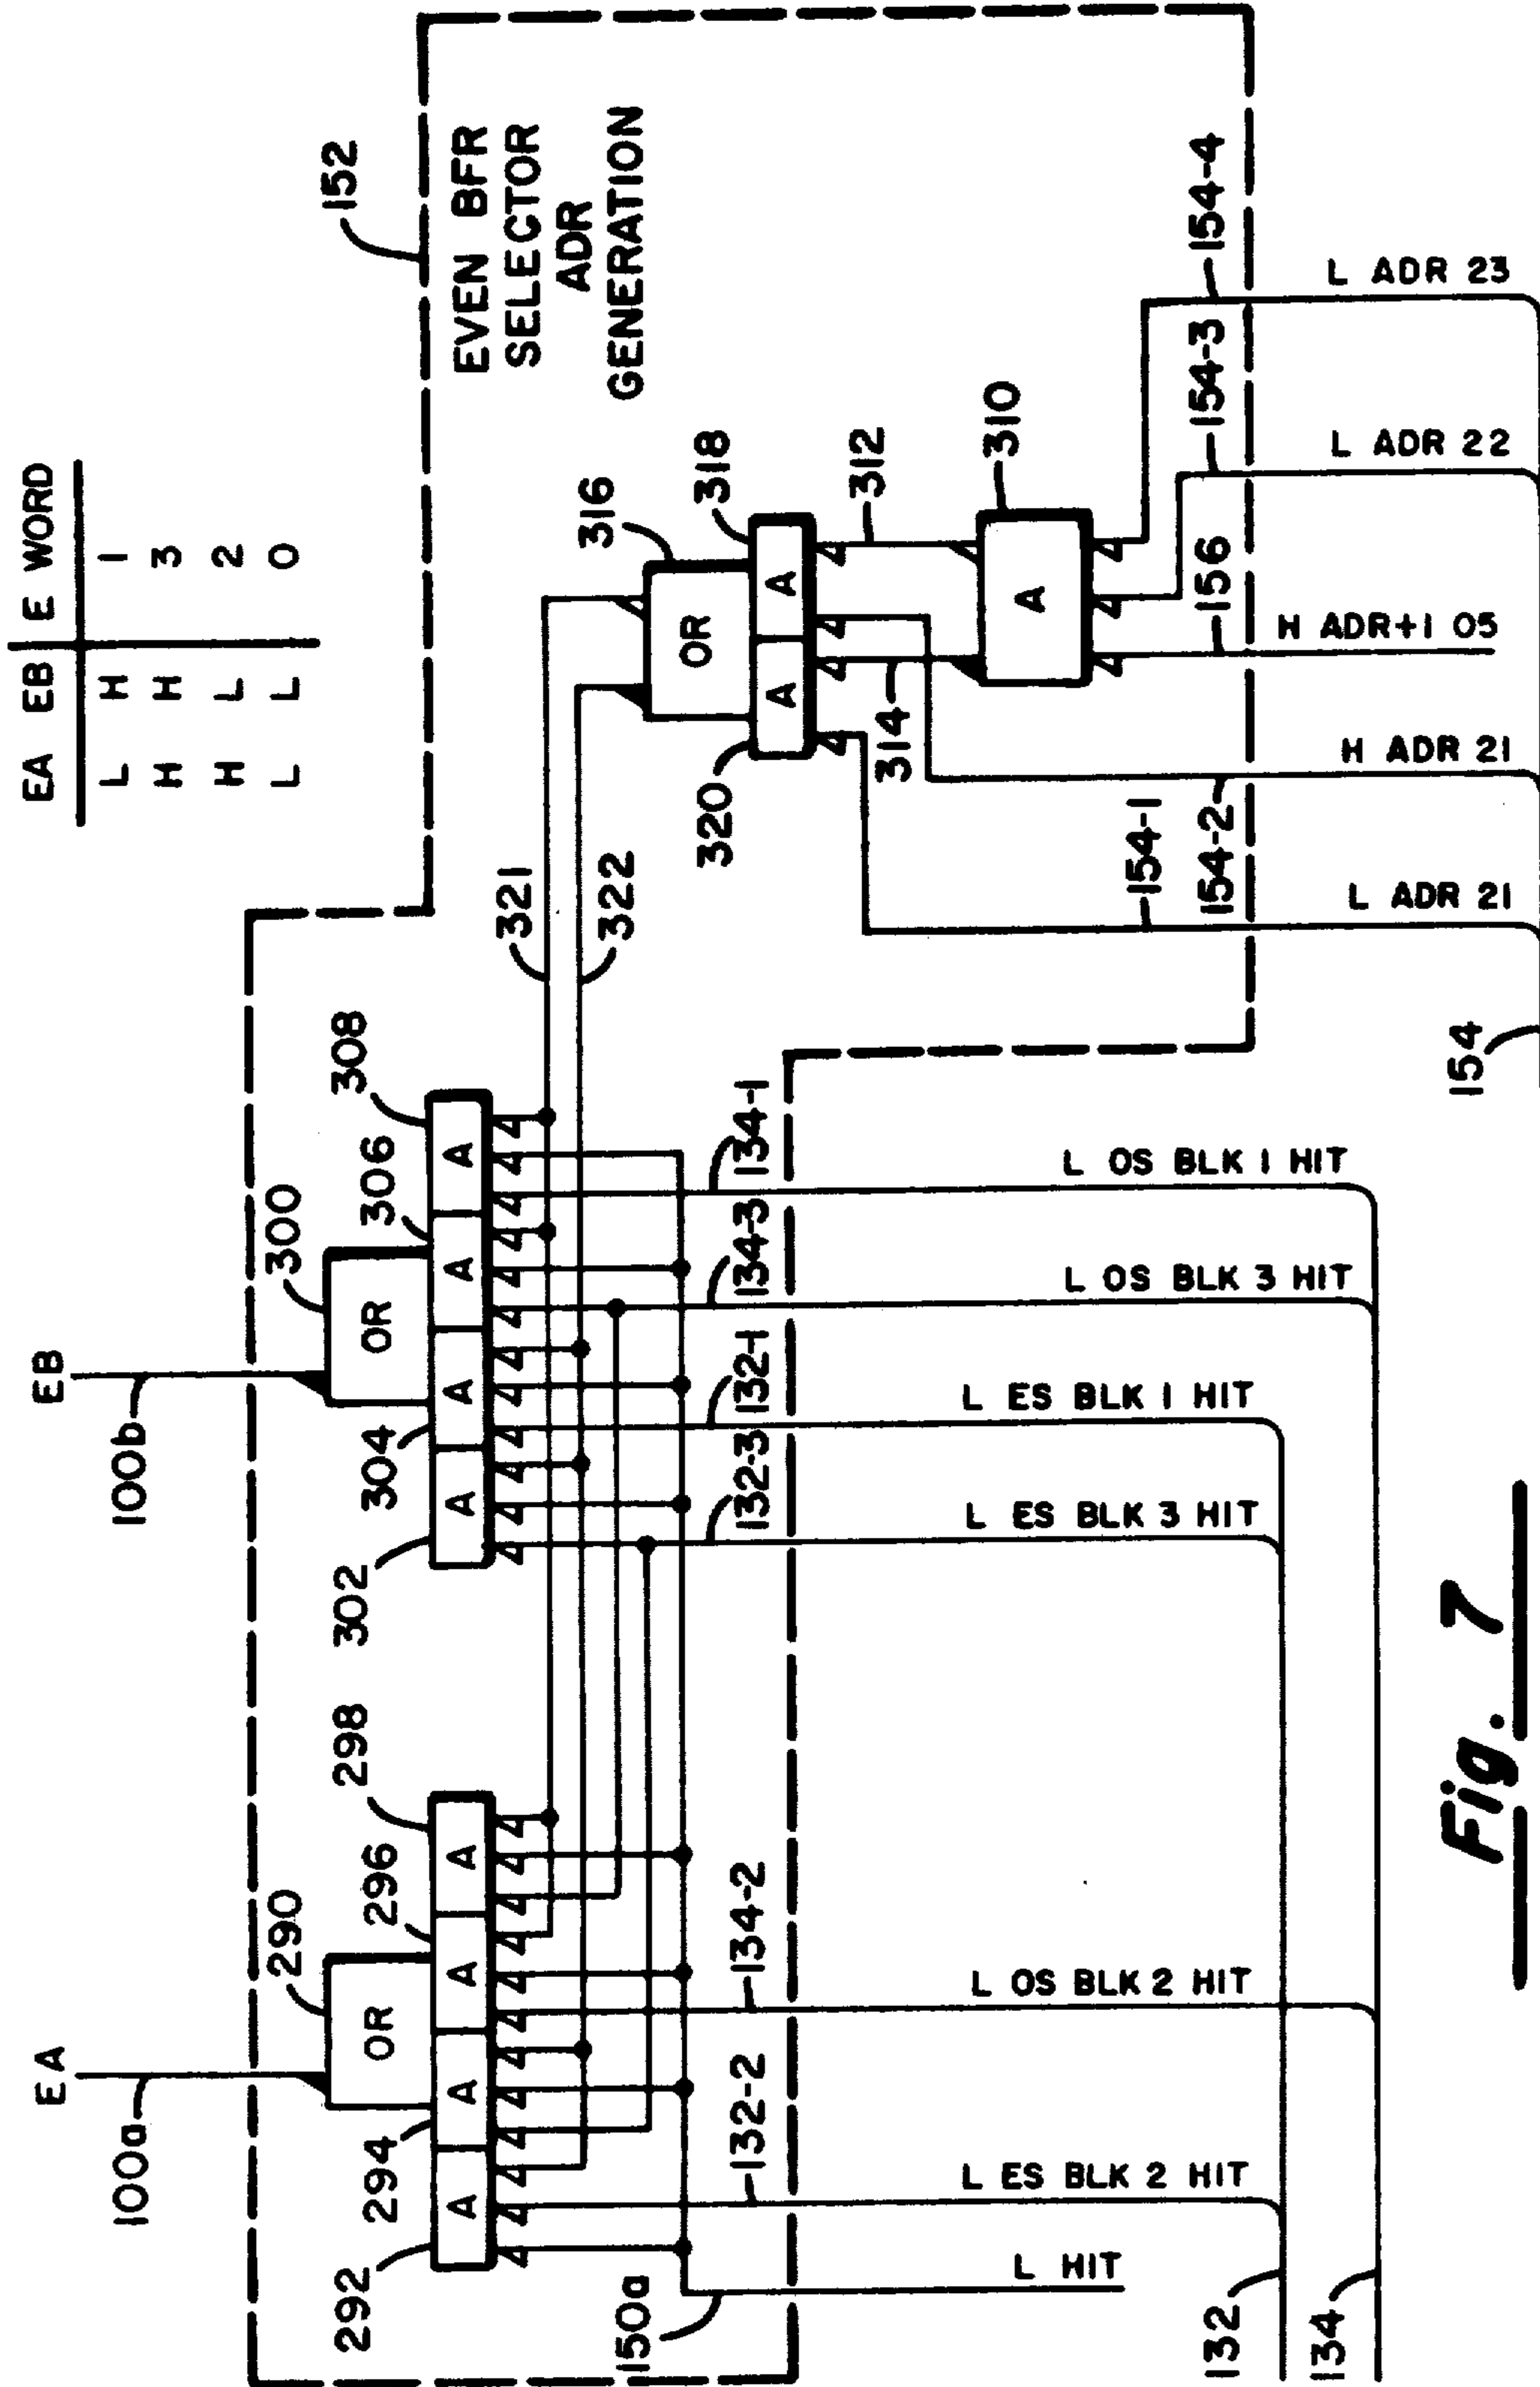 EA EB E WORD
L H 1
H H 3
H L 2
L L 0
152
EVEN BFR
SELECTOR
ADR
GENERATION
EA
100a
EB
100b
290
OR
292
294
296
298
A A A A
300
OR
302
304
306
308
A A A A
321
322
316
OR
320
318
A A
314
312
310
A
150a
L HIT
132-2
L ES BLK 2 HIT
134-2
L OS BLK 2 HIT
132-3
L ES BLK 3 HIT
132-1
L ES BLK 1 HIT
134-3
L OS BLK 3 HIT
134-1
L OS BLK 1 HIT
154-1
L ADR 21
154-2
H ADR 21
156
H ADR+1 05
154-3
L ADR 22
154-4
L ADR 23
132
134
154
Fig. 7